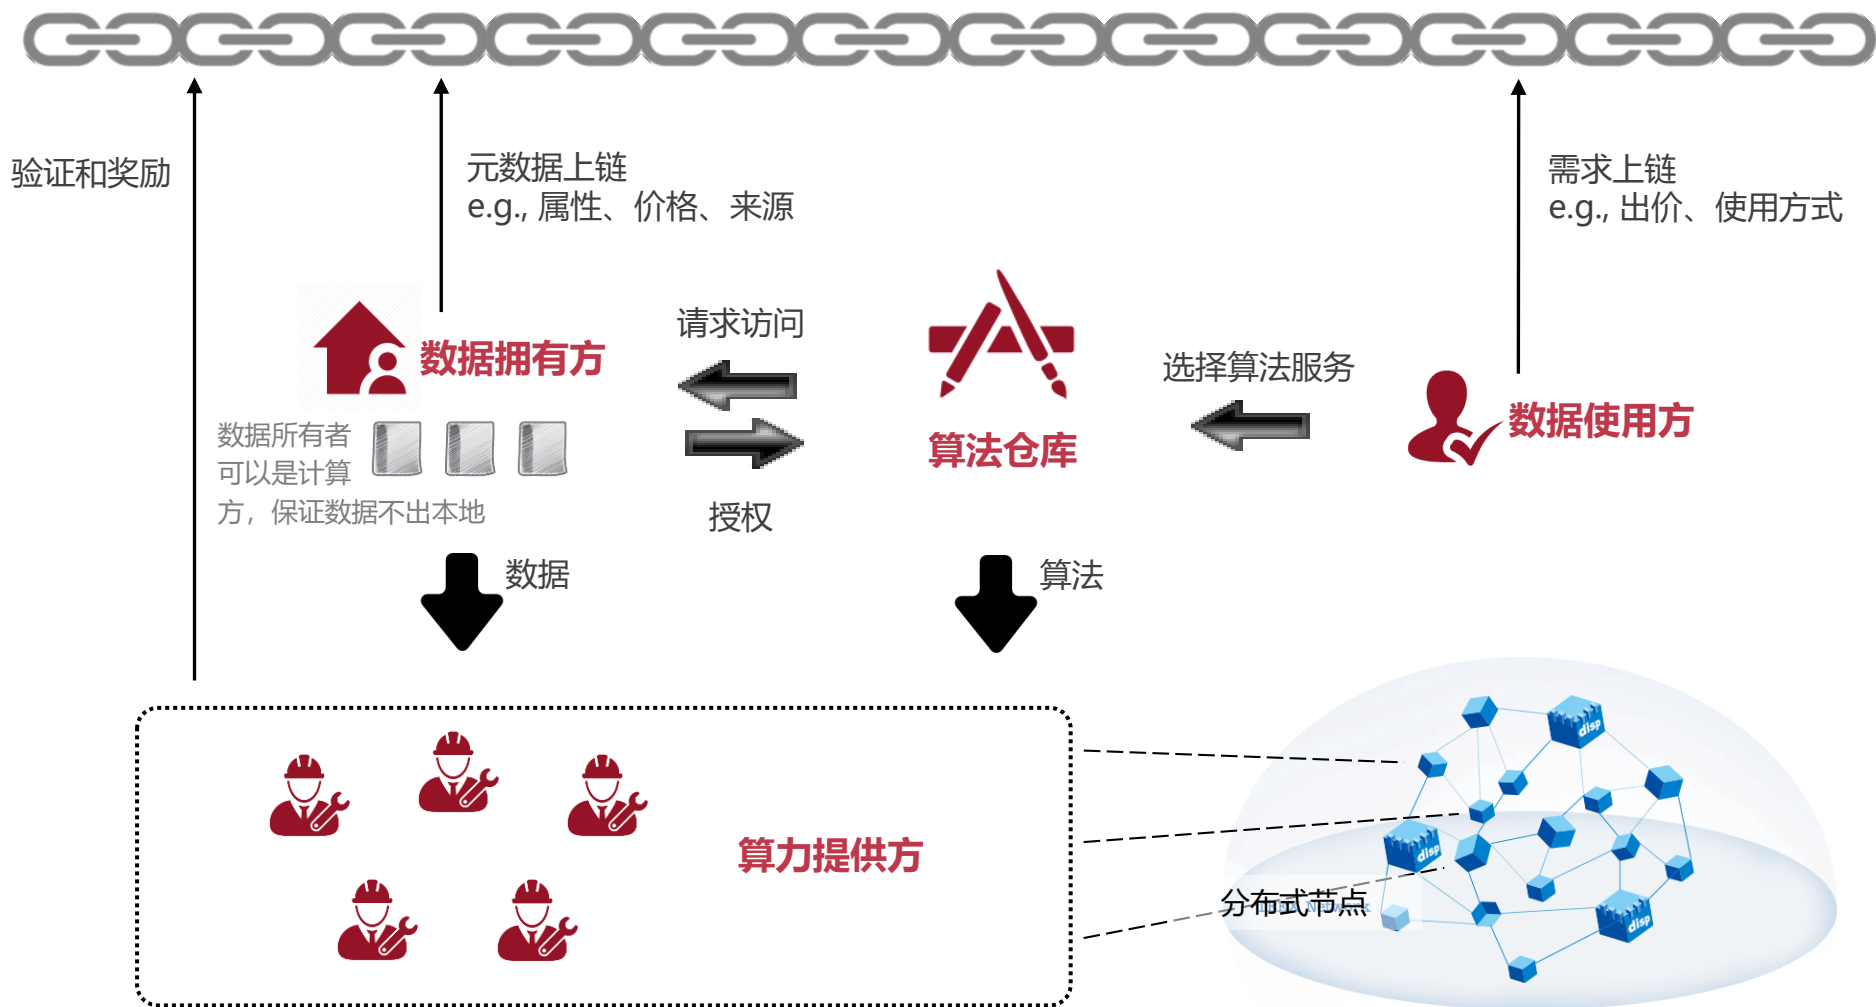 验证和奖励
元数据上链
e.g., 属性、价格、来源
需求上链
e.g., 出价、使用方式
请求访问
数据拥有方
选择算法服务
数据使用方
数据所有者
可以是计算
方，保证数据不出本地
算法仓库
授权
数据
算法
disp
disp
算力提供方
分布式节点
disp